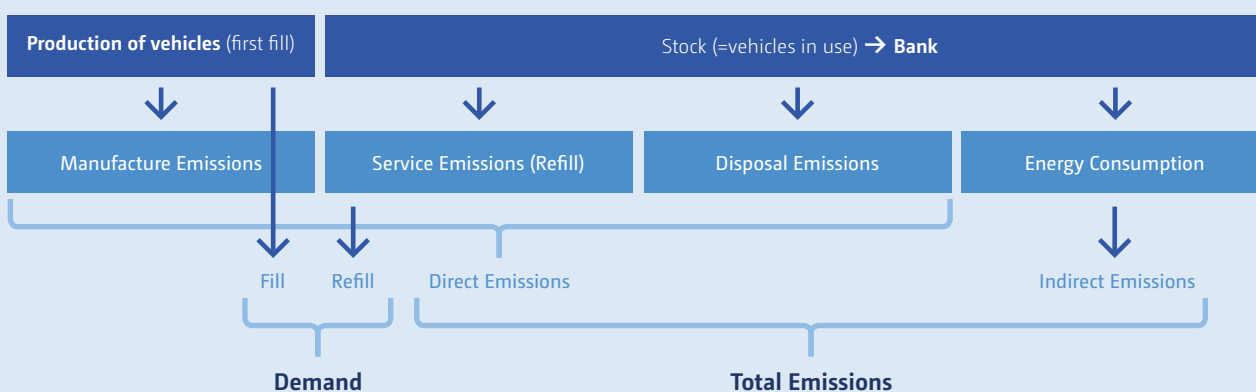 Production of vehicles (first fill)
Stock (=vehicles in use) → Bank
Manufacture Emissions
Service Emissions (Refill)
Disposal Emissions
Energy Consumption
Fill
Refill
Direct Emissions
Indirect Emissions
Demand
Total Emissions